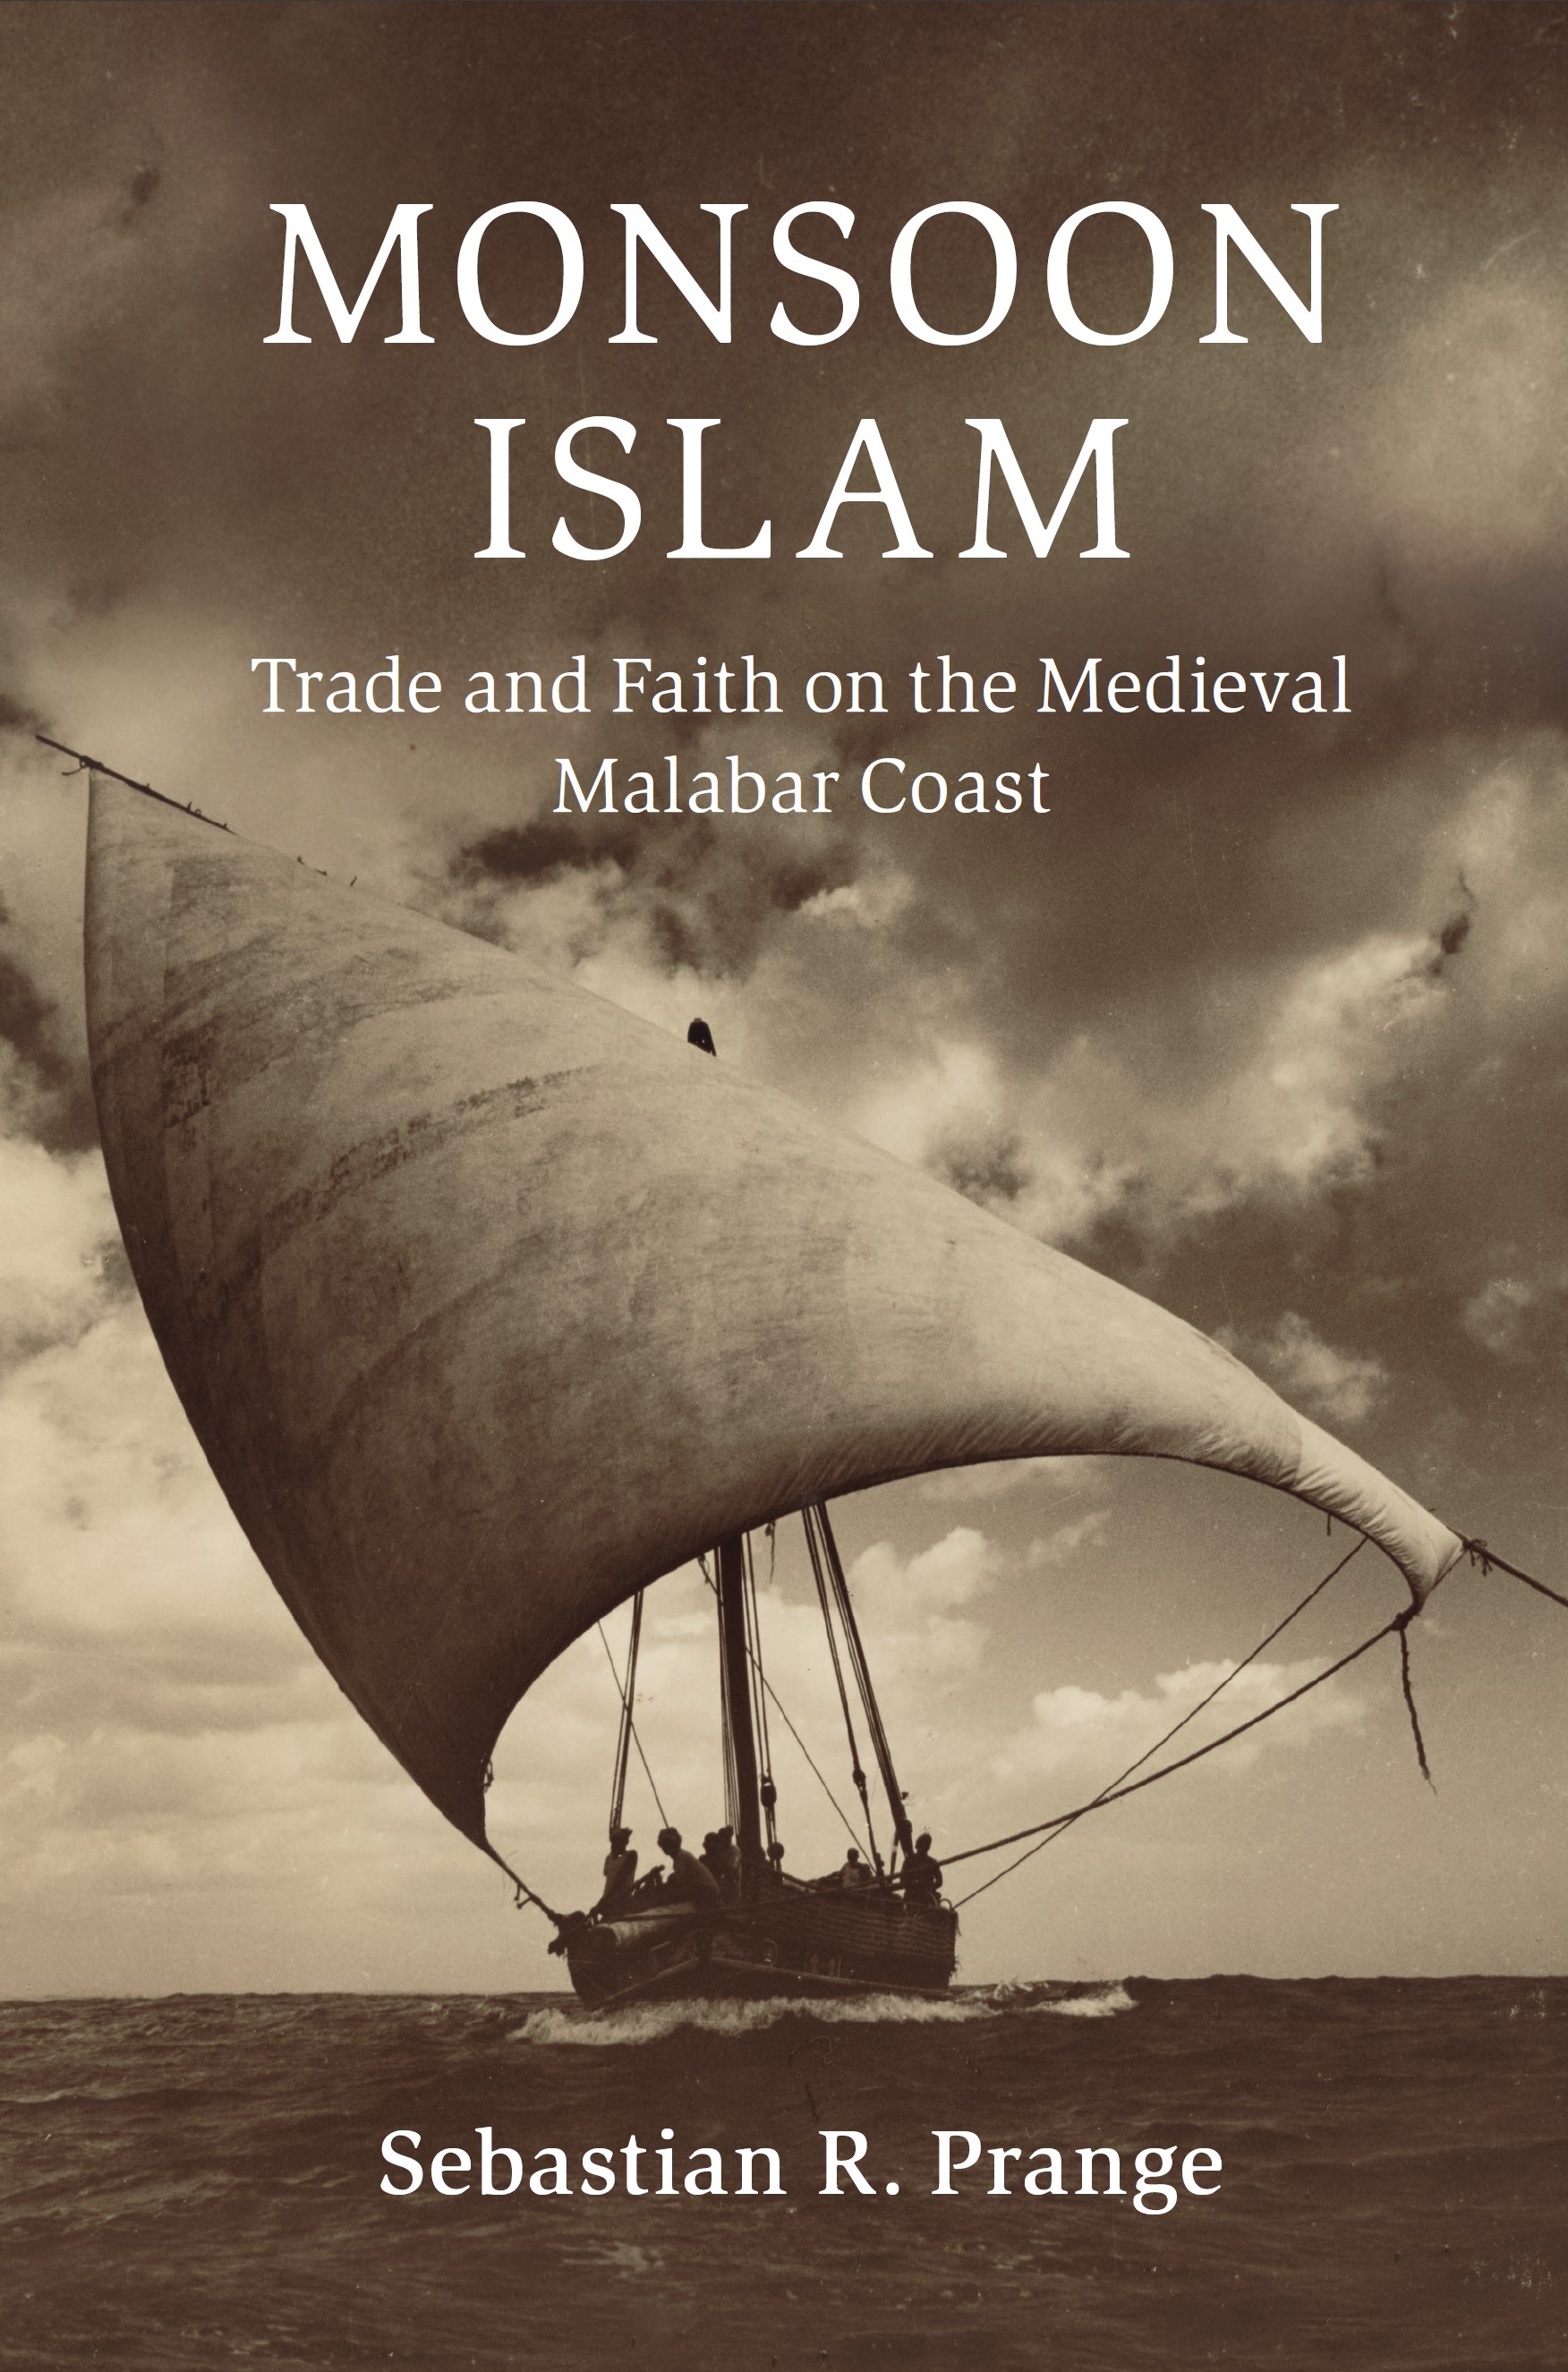 MONSOON
ISLAM
Trade and Faith on the Medieval
Malabar Coast
Sebastian R. Prange